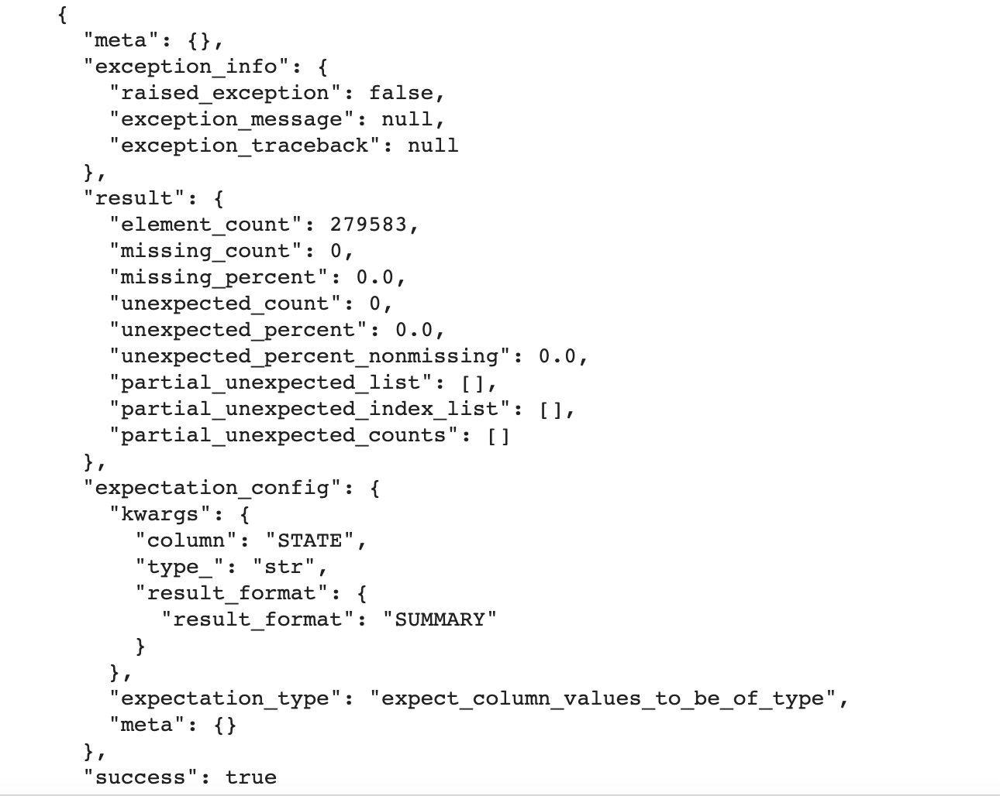 {
  "meta": {},
  "exception_info": {
    "raised_exception": false,
    "exception_message": null,
    "exception_traceback": null
  },
  "result": {
    "element_count": 279583,
    "missing_count": 0,
    "missing_percent": 0.0,
    "unexpected_count": 0,
    "unexpected_percent": 0.0,
    "unexpected_percent_nonmissing": 0.0,
    "partial_unexpected_list": [],
    "partial_unexpected_index_list": [],
    "partial_unexpected_counts": []
  },
  "expectation_config": {
    "kwargs": {
      "column": "STATE",
      "type_": "str",
      "result_format": {
        "result_format": "SUMMARY"
      }
    },
    "expectation_type": "expect_column_values_to_be_of_type",
    "meta": {}
  },
  "success": true